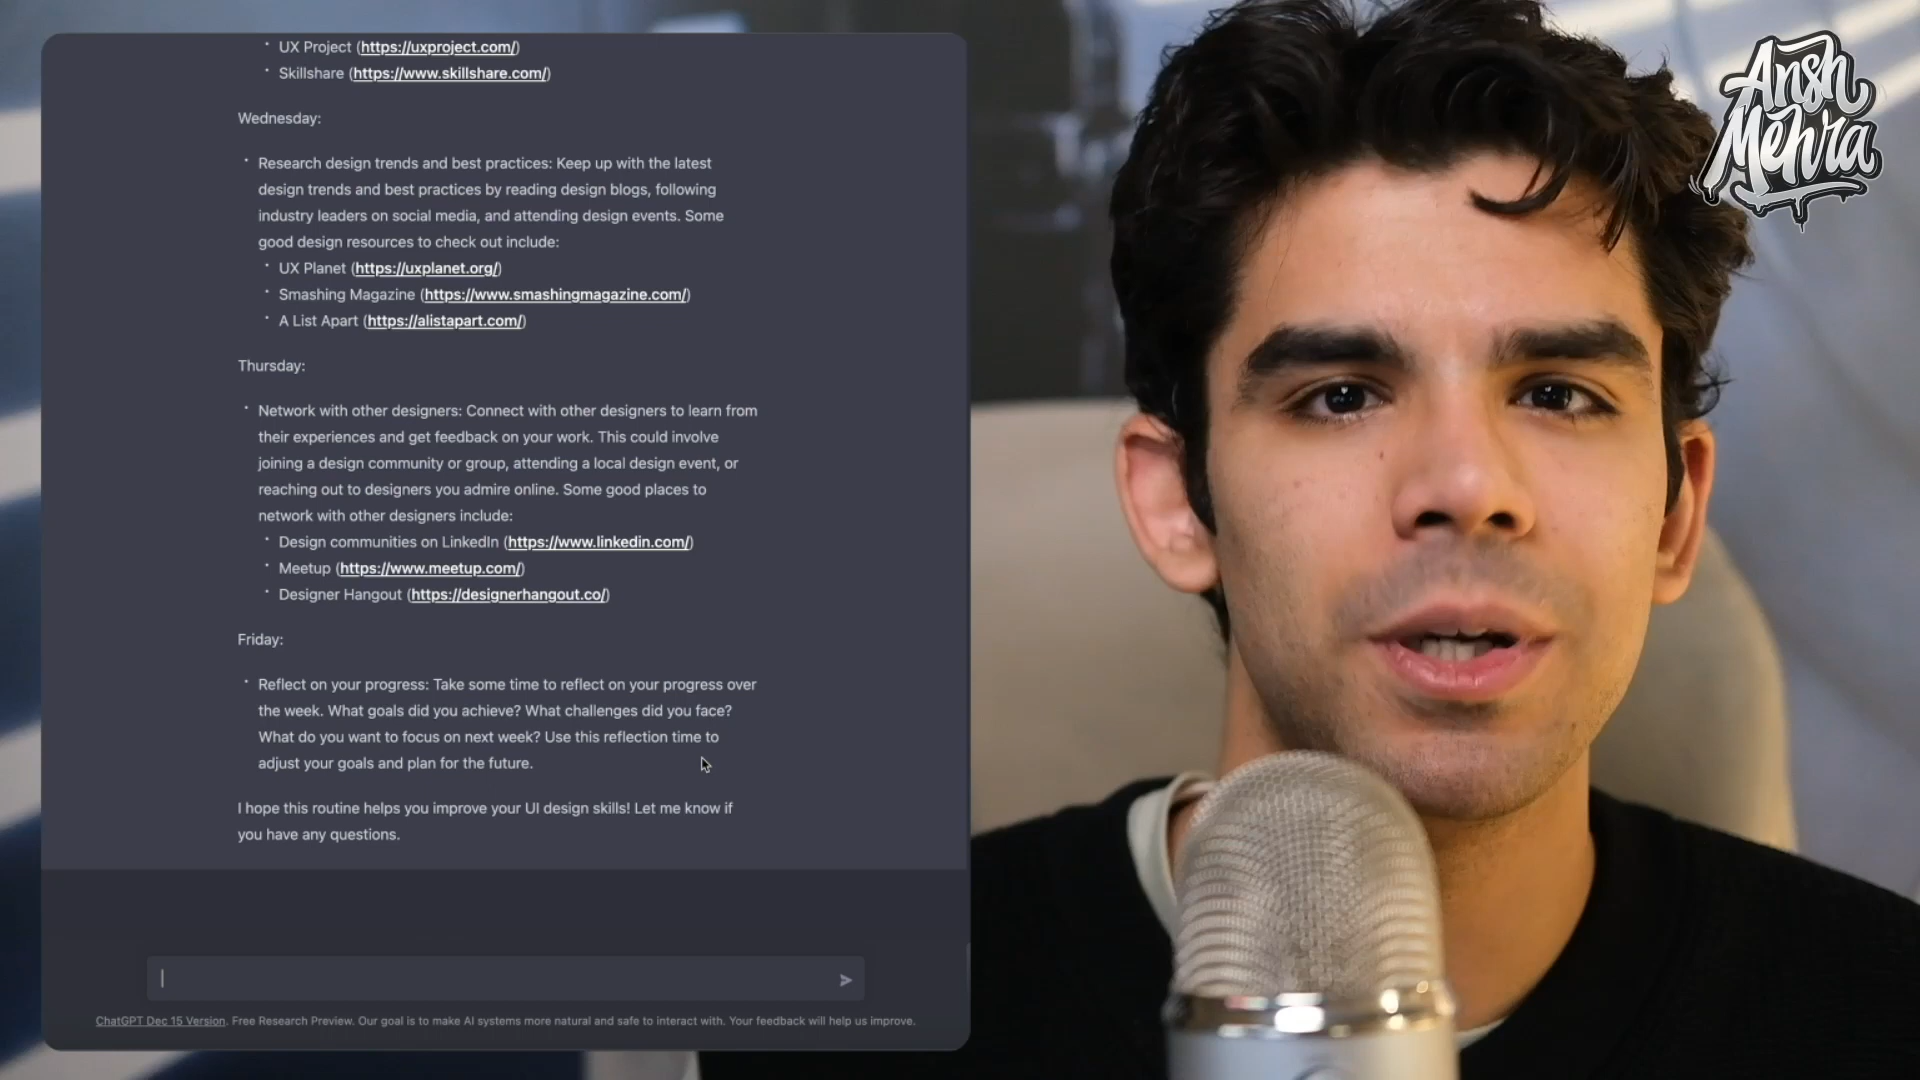 UX Project (https://uxproject.com/)
Skillshare (https://www.skillshare.com/)
Wednesday:
Research design trends and best practices: Keep up with the latest
design trends and best practices by reading design blogs, following
industry leaders on social media, and attending design events. Some
good design resources to check out include:
UX Planet (https://uxplanet.org/)
Smashing Magazine (https://www.smashingmagazine.com/)
A List Apart (https://alistapart.com/)
Thursday:
Network with other designers: Connect with other designers to learn from
their experiences and get feedback on your work. This could involve
joining a design community or group, attending a local design event, or
reaching out to designers you admire online. Some good places to
network with other designers include:
Design communities on LinkedIn (https://www.linkedin.com/)
Meetup (https://www.meetup.com/)
Designer Hangout (https://designerhangout.co/)
Friday:
Reflect on your progress: Take some time to reflect on your progress over
the week. What goals did you achieve? What challenges did you face?
What do you want to focus on next week? Use this reflection time to
adjust your goals and plan for the future.
I hope this routine helps you improve your UI design skills! Let me know if
you have any questions.
ChatGPT Dec 15 Version. Free Research Preview. Our goal is to make AI systems more natural and safe to interact with. Your feedback will help us improve.
Ansh
Mehra